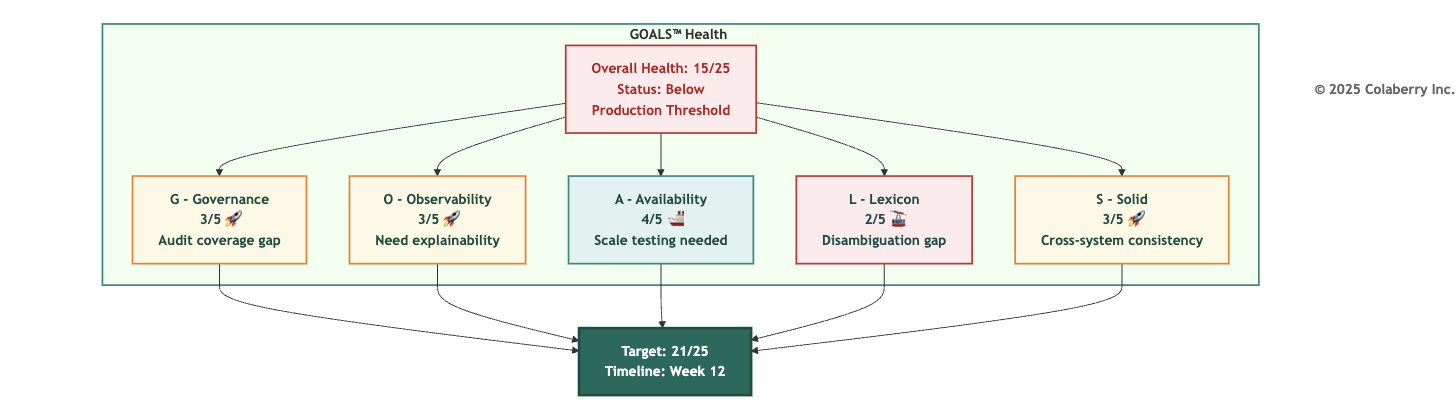 GOALS™ Health
Overall Health: 15/25
Status: Below
Production Threshold
© 2025 Colaberry Inc.
G - Governance
3/5 🚀
Audit coverage gap
O - Observability
3/5 🚀
Need explainability
A - Availability
4/5 🚢
Scale testing needed
L - Lexicon
2/5 🚡
Disambiguation gap
S - Solid
3/5 🚀
Cross-system consistency
Target: 21/25
Timeline: Week 12